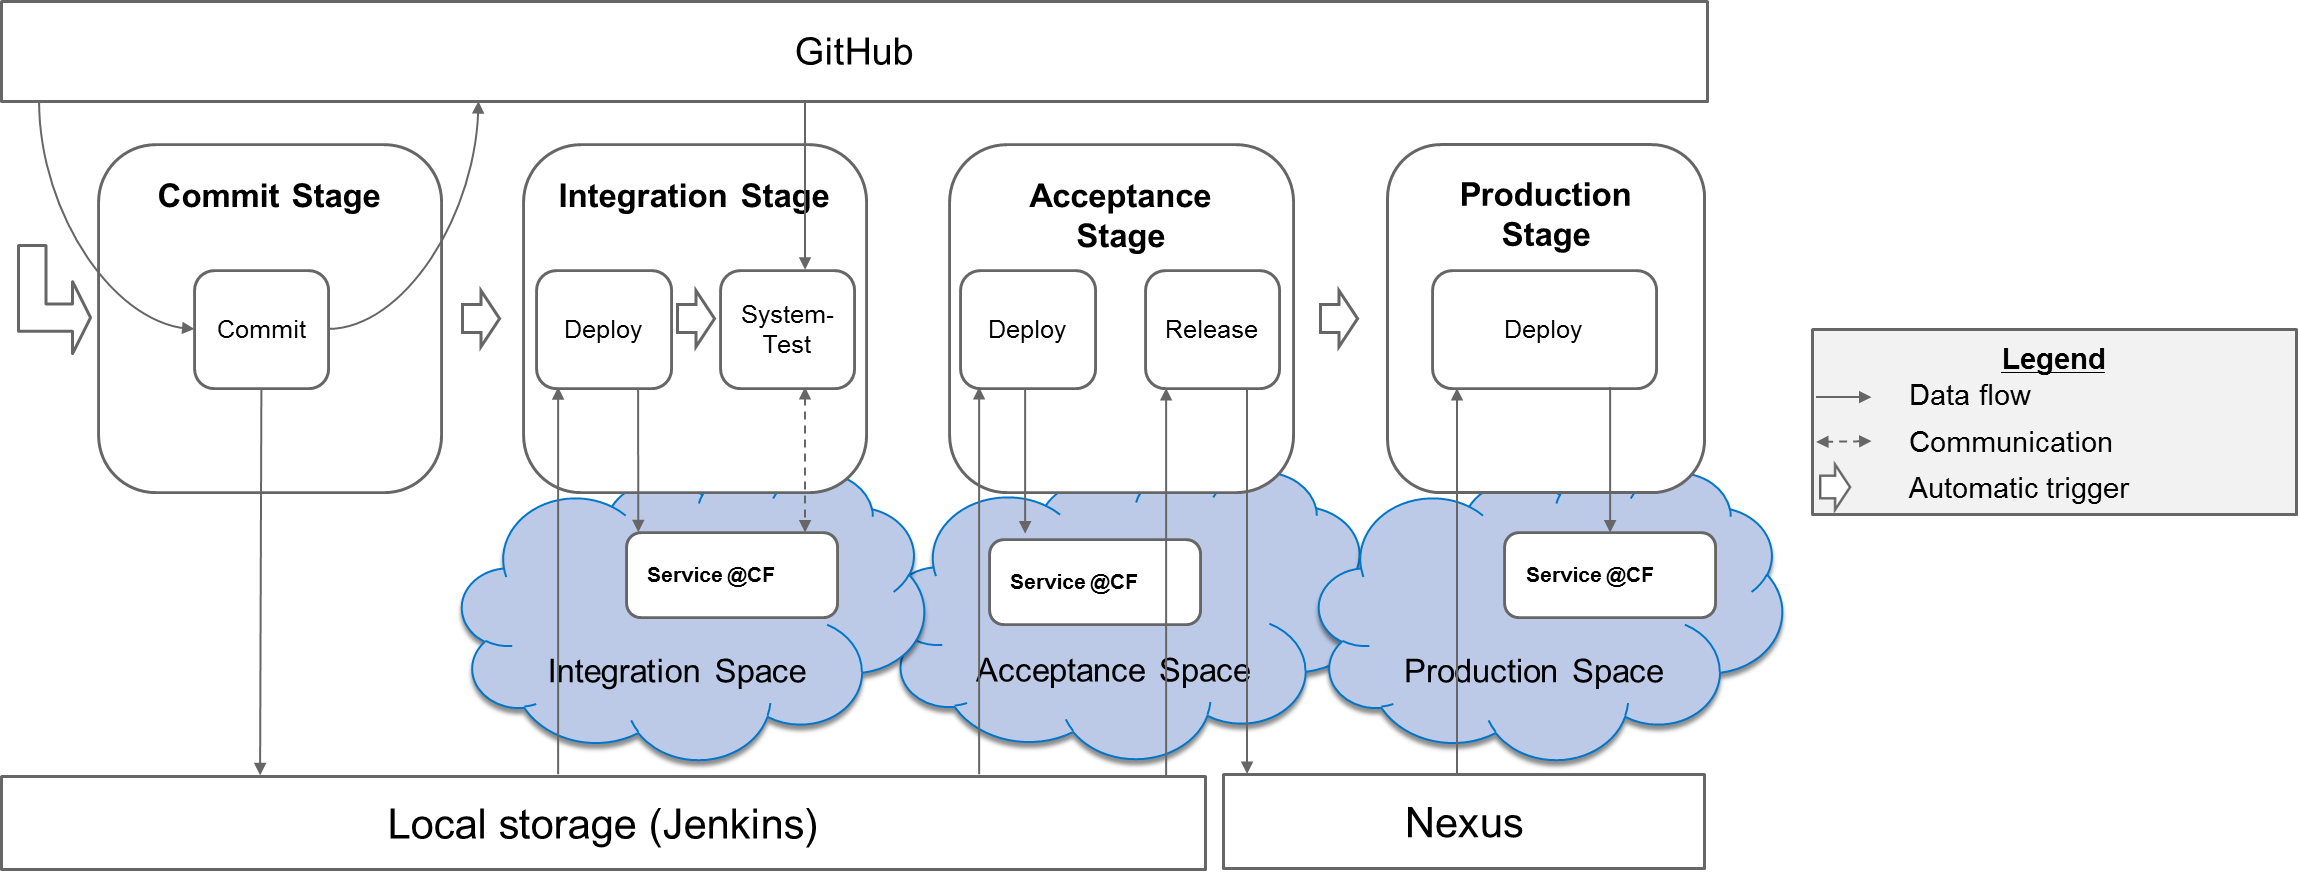 GitHub
Commit Stage
Integration Stage
Acceptance
Stage
Production
Stage
Commit
Deploy
System-
Test
Deploy
Release
Deploy
Legend
Data flow
Communication
Automatic trigger
Service @CF
Service @CF
Service @CF
Integration Space
Acceptance Space
Production Space
Local storage (Jenkins)
Nexus